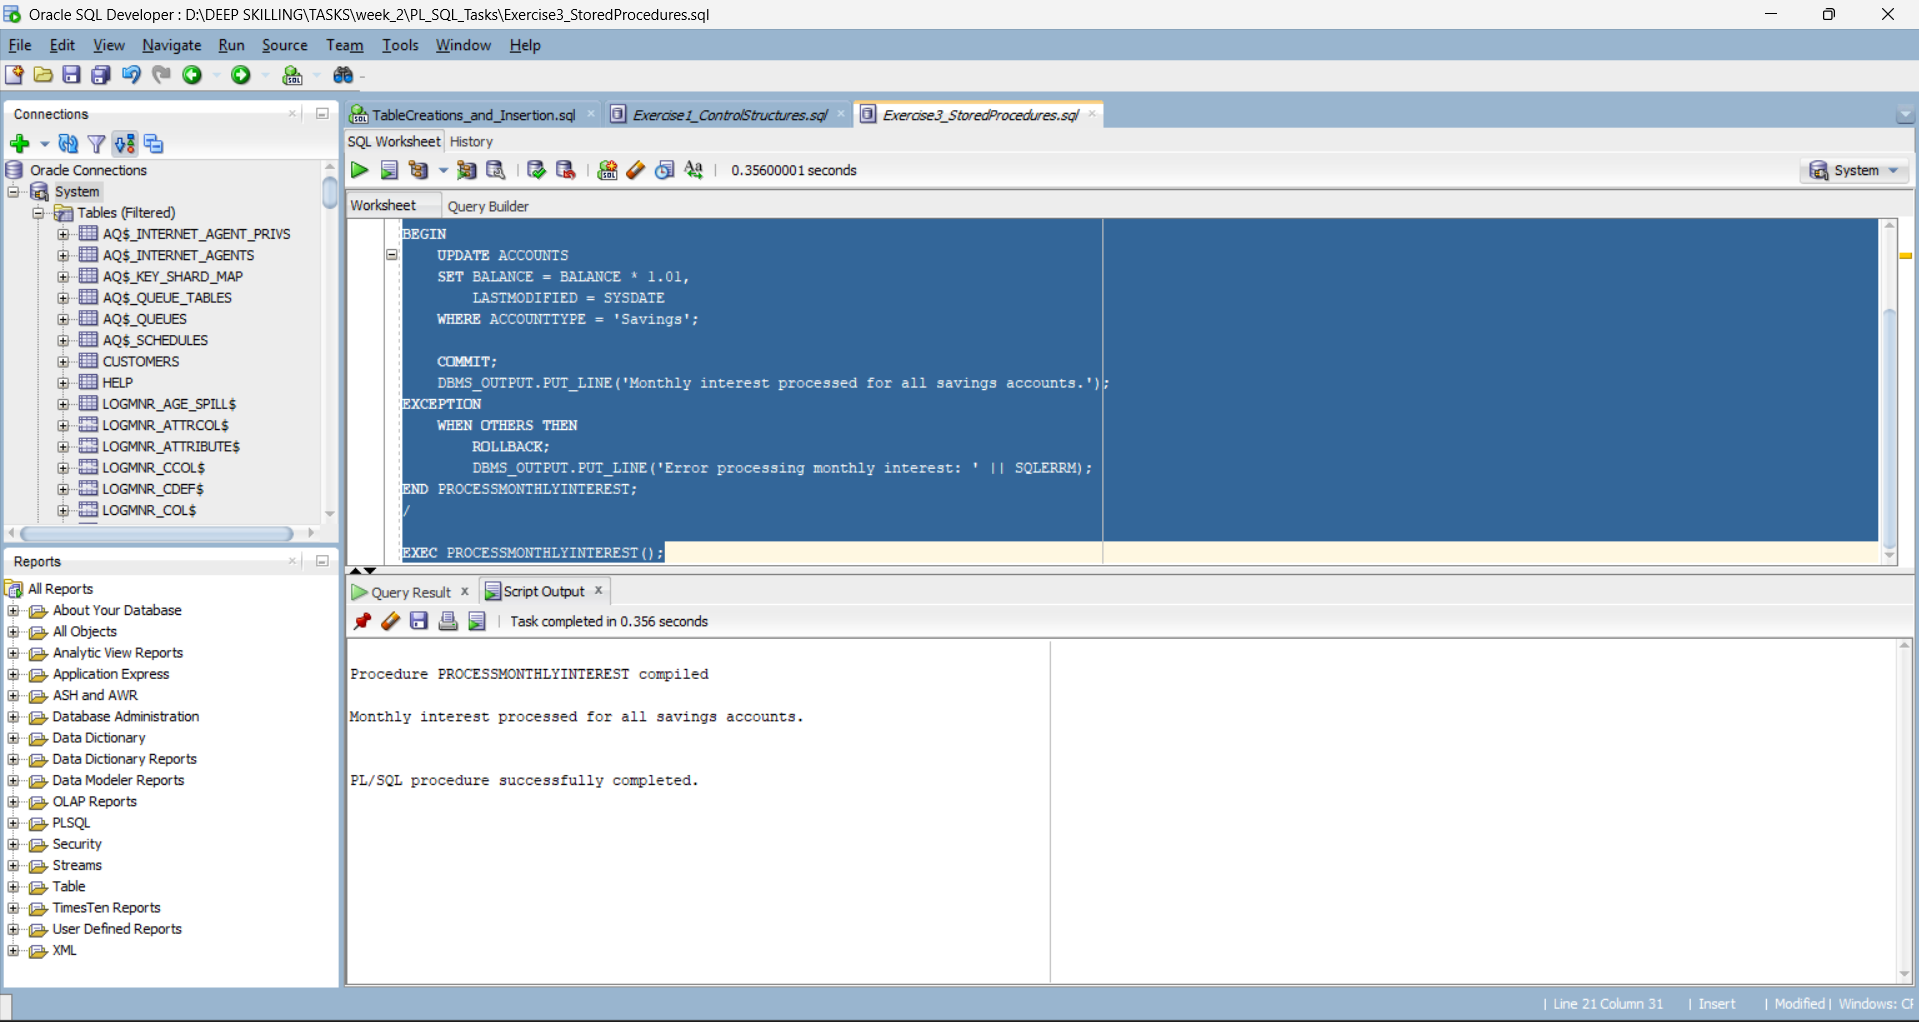 Oracle SQL Developer : D:\DEEP SKILLING\TASKS\week_2\PL_SQL_Tasks\Exercise3_StoredProcedures.sql
File Edit View Navigate Run Source Team Tools Window Help
Connections
Oracle Connections
System
Tables (Filtered)
AQ$_INTERNET_AGENT_PRIVS
AQ$_INTERNET_AGENTS
AQ$_KEY_SHARD_MAP
AQ$_QUEUE_TABLES
AQ$_QUEUES
AQ$_SCHEDULES
CUSTOMERS
HELP
LOGMNR_AGE_SPILL$
LOGMNR_ATTRCOL$
LOGMNR_ATTRIBUTE$
LOGMNR_CCOL$
LOGMNR_CDEF$
LOGMNR_COL$
Reports
All Reports
About Your Database
All Objects
Analytic View Reports
Application Express
ASH and AWR
Database Administration
Data Dictionary
Data Dictionary Reports
Data Modeler Reports
OLAP Reports
PLSQL
Security
Streams
Table
TimesTen Reports
User Defined Reports
XML
TableCreations_and_Insertion.sql
Exercise1_ControlStructures.sql
Exercise3_StoredProcedures.sql
SQL Worksheet History
0.35600001 seconds
System
Worksheet Query Builder
BEGIN
UPDATE ACCOUNTS
SET BALANCE = BALANCE * 1.01,
LASTMODIFIED = SYSDATE
WHERE ACCOUNTTYPE = 'Savings';
COMMIT;
DBMS_OUTPUT.PUT_LINE('Monthly interest processed for all savings accounts.');
EXCEPTION
WHEN OTHERS THEN
ROLLBACK;
DBMS_OUTPUT.PUT_LINE('Error processing monthly interest: ' || SQLERRM);
END PROCESSMONTHLYINTEREST;
/
EXEC PROCESSMONTHLYINTEREST();
Query Result Script Output
Task completed in 0.356 seconds
Procedure PROCESSMONTHLYINTEREST compiled
Monthly interest processed for all savings accounts.
PL/SQL procedure successfully completed.
Line 21 Column 31 | Insert | Modified | Windows: